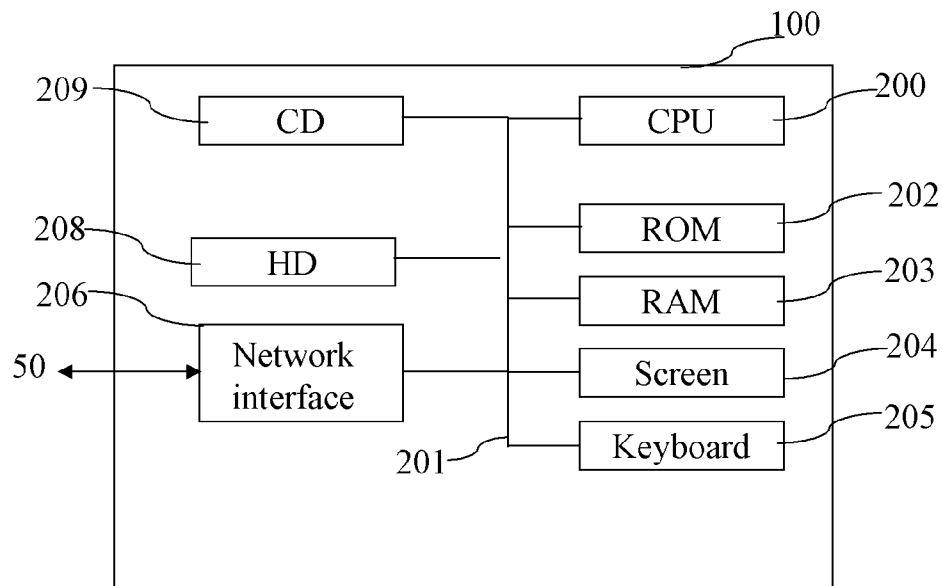 100
209
CD
CPU
200
202
208
HD
ROM
203
206
RAM
50
Network
interface
Screen
204
201
Keyboard
205